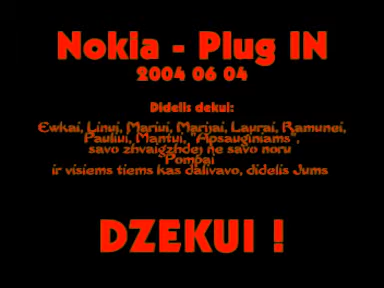 Nokia - Plug IN
2004 06 04
Didelis dekui:
Ewkai, Linui, Mariui, Marijai, Laurai, Ramunei,
Pauliui, Mantui, "Apsauginiams",
savo zhvaigzhdei ne savo noru
Pompai
ir visiems tiems kas dalivavo, didelis Jums
DZEKUI !